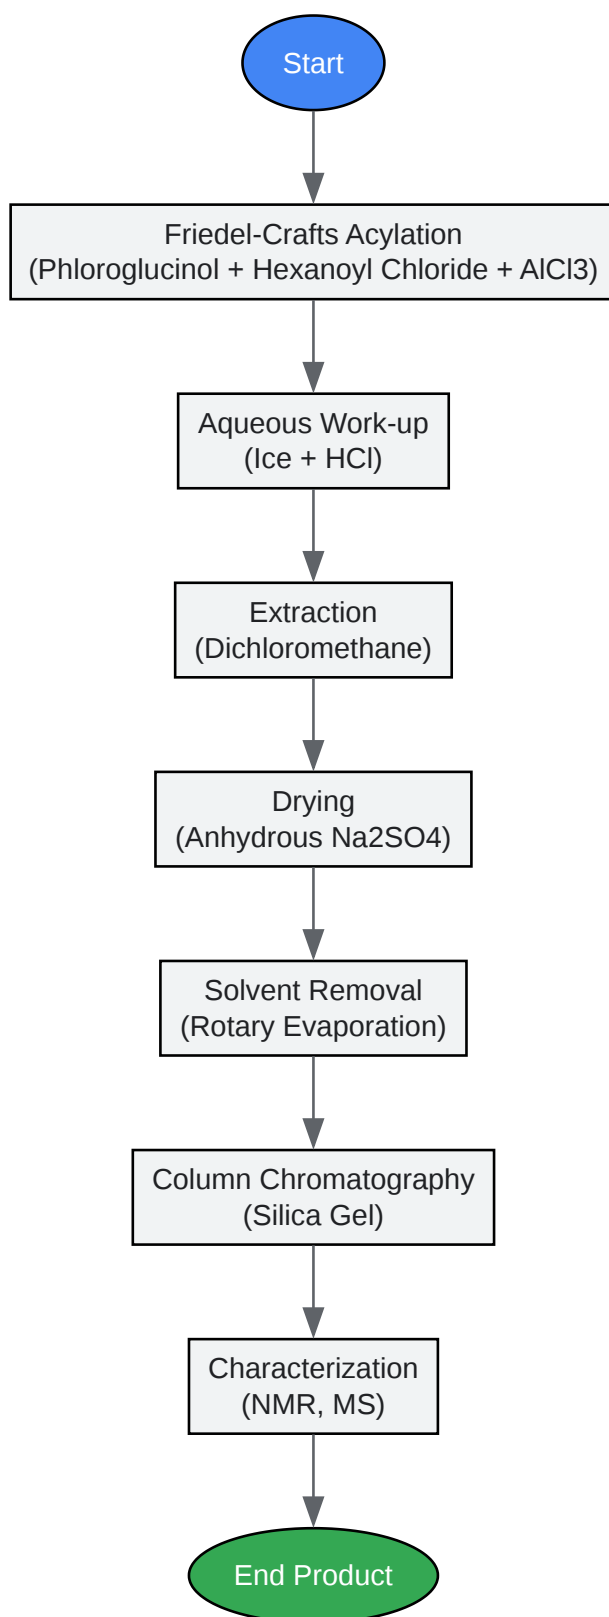 Start
Friedel-Crafts Acylation
(Phloroglucinol + Hexanoyl Chloride + AlCl3)
Aqueous Work-up
(Ice + HCl)
Extraction
(Dichloromethane)
Drying
(Anhydrous Na2SO4)
Solvent Removal
(Rotary Evaporation)
Column Chromatography
(Silica Gel)
Characterization
(NMR, MS)
End Product